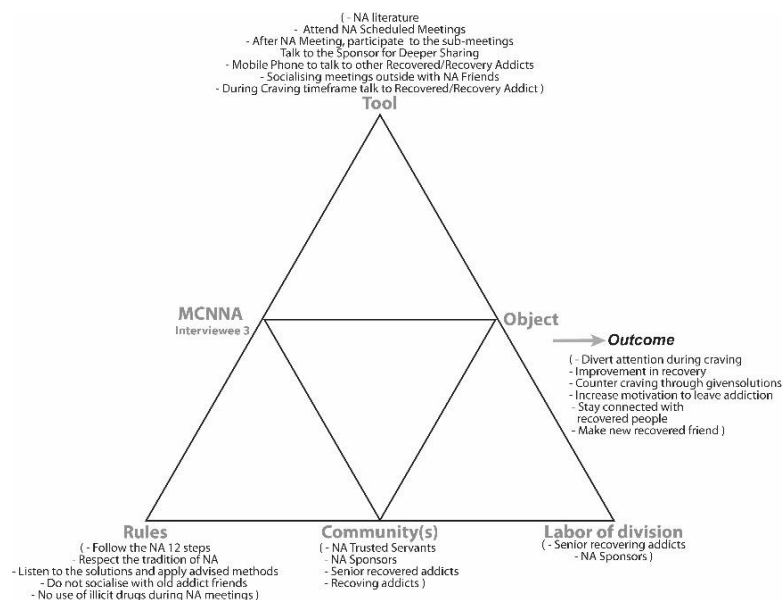 ( - NA literature
- Attend NA Scheduled Meetings
- After NA Meeting, participate to the sub-meetings
Talk to the Sponsor for Deeper Sharing
- Mobile Phone to talk to other Recovered/Recovery Addicts
- Socialising meetings outside with NA Friends
- During Craving timeframe talk to Recovered/Recovery Addict )
Tool
MCNNA
Interviewee 3
Object
Outcome
( - Divert attention during craving
- Improvement in recovery
- Counter craving through givensolutions
- Increase motivation to leave addiction
- Stay connected with
recovered people
- Make new recovered friend )
Rules
( - Follow the NA 12 steps
- Respect the tradition of NA
- Listen to the solutions and apply advised methods
- Do not socialise with old addict friends
- No use of illicit drugs during NA meetings )
Community(s)
( - NA Trusted Servants
- NA Sponsors
- Senior recovered addicts
- Recoving addicts )
Labor of division
( - Senior recovering addicts
- NA Sponsors )